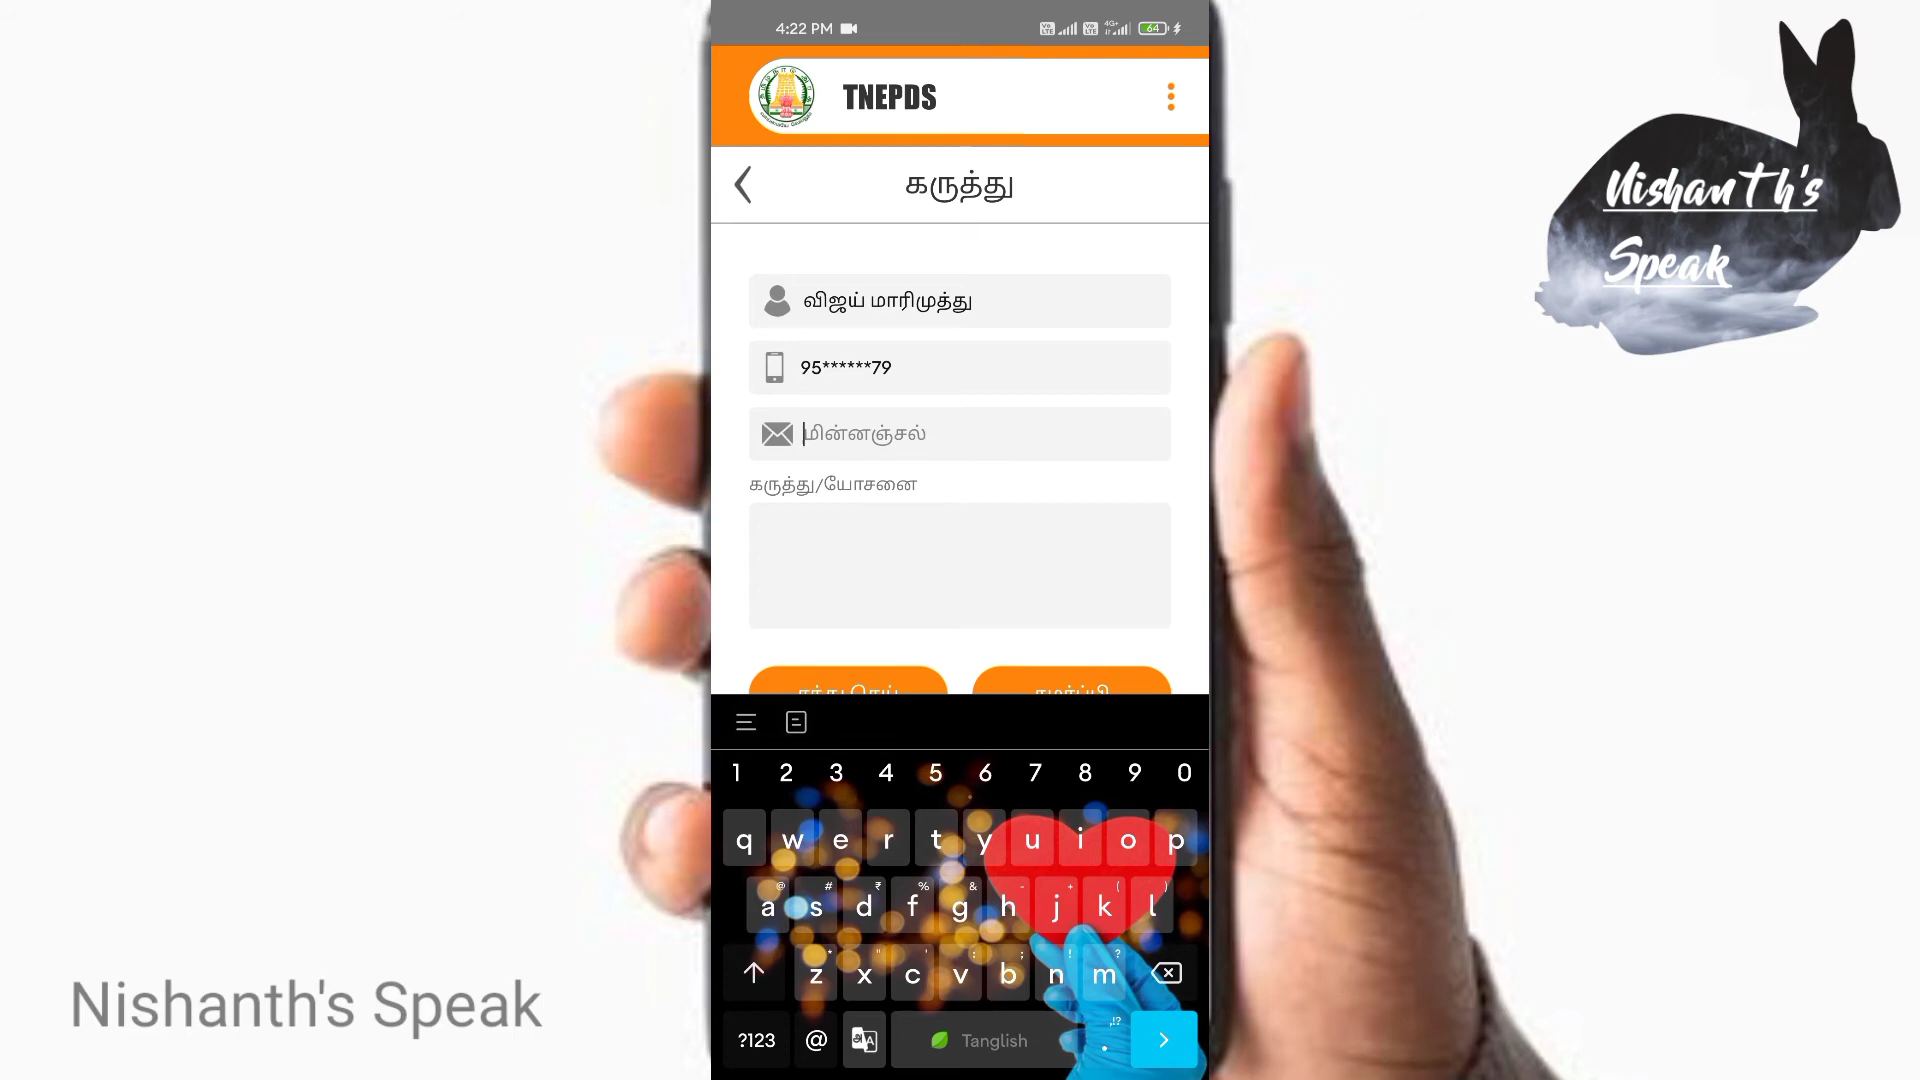 4:22 PM
64
TNEPDS
கருத்து
விஜய் மாரிமுத்து
95******79
மின்னஞ்சல்
கருத்து/யோசனை
1 2 3 4 5 6 7 8 9 0
q w e r t y u i o p
a s d f g h j k l
z x c v b n m
?123 @ Tanglish .
Nishanth's
Speak
Nishanth's Speak